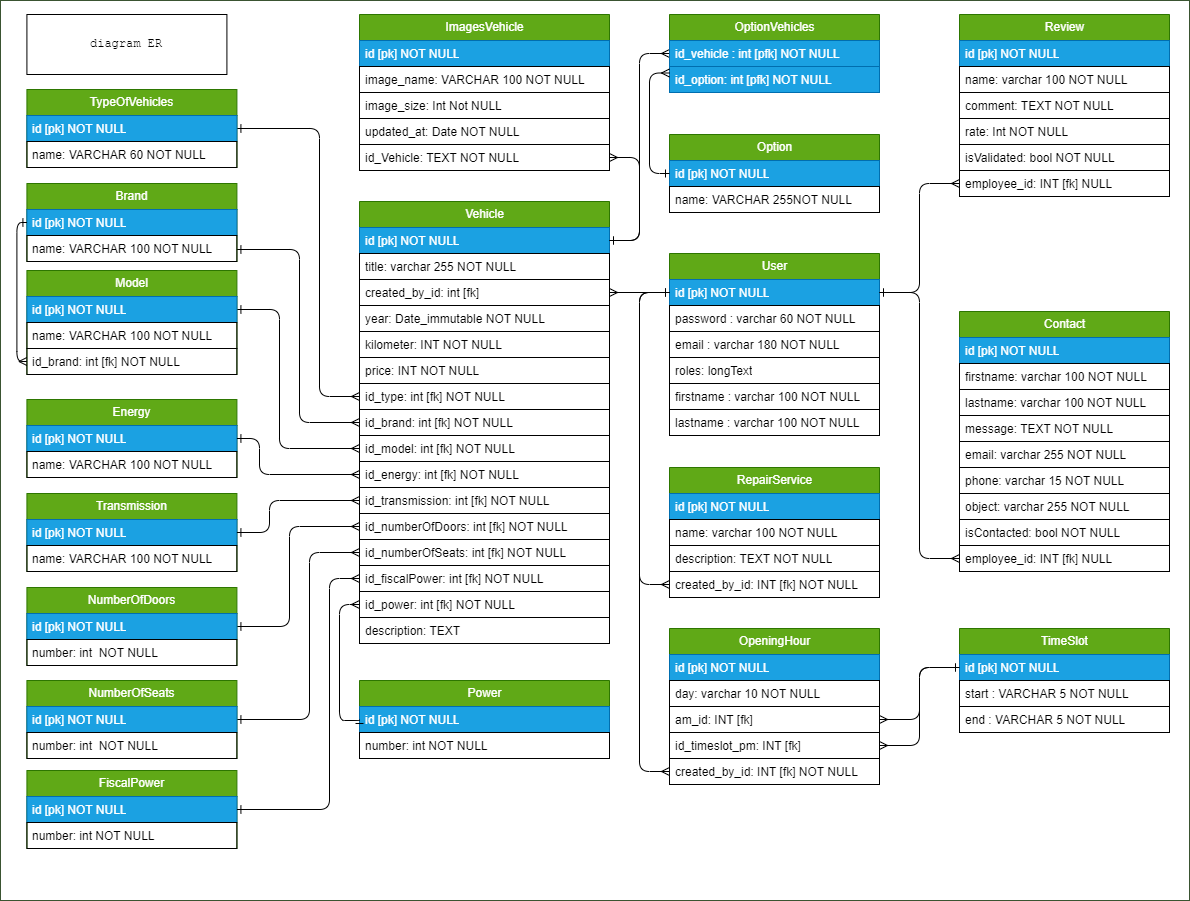 diagram ER
TypeOfVehicles
id [pk] NOT NULL
name: VARCHAR 60 NOT NULL
Brand
id [pk] NOT NULL
name: VARCHAR 100 NOT NULL
Model
id [pk] NOT NULL
name: VARCHAR 100 NOT NULL
id_brand: int [fk] NOT NULL
Energy
id [pk] NOT NULL
name: VARCHAR 100 NOT NULL
Transmission
id [pk] NOT NULL
name: VARCHAR 100 NOT NULL
NumberOfDoors
id [pk] NOT NULL
number: int  NOT NULL
NumberOfSeats
id [pk] NOT NULL
number: int  NOT NULL
FiscalPower
id [pk] NOT NULL
number: int NOT NULL
ImagesVehicle
id [pk] NOT NULL
image_name: VARCHAR 100 NOT NULL
image_size: Int Not NULL
updated_at: Date NOT NULL
id_Vehicle: TEXT NOT NULL
Vehicle
id [pk] NOT NULL
title: varchar 255 NOT NULL
created_by_id: int [fk]
year: Date_immutable NOT NULL
kilometer: INT NOT NULL
price: INT NOT NULL
id_type: int [fk] NOT NULL
id_brand: int [fk] NOT NULL
id_model: int [fk] NOT NULL
id_energy: int [fk] NOT NULL
id_transmission: int [fk] NOT NULL
id_numberOfDoors: int [fk] NOT NULL
id_numberOfSeats: int [fk] NOT NULL
id_fiscalPower: int [fk] NOT NULL
id_power: int [fk] NOT NULL
description: TEXT
Power
id [pk] NOT NULL
number: int NOT NULL
OptionVehicles
id_vehicle : int [pfk] NOT NULL
id_option: int [pfk] NOT NULL
Option
id [pk] NOT NULL
name: VARCHAR 255NOT NULL
User
id [pk] NOT NULL
password : varchar 60 NOT NULL
email : varchar 180 NOT NULL
roles: longText
firstname : varchar 100 NOT NULL
lastname : varchar 100 NOT NULL
RepairService
id [pk] NOT NULL
name: varchar 100 NOT NULL
description: TEXT NOT NULL
created_by_id: INT [fk] NOT NULL
OpeningHour
id [pk] NOT NULL
day: varchar 10 NOT NULL
am_id: INT [fk]
id_timeslot_pm: INT [fk]
created_by_id: INT [fk] NOT NULL
Review
id [pk] NOT NULL
name: varchar 100 NOT NULL
comment: TEXT NOT NULL
rate: Int NOT NULL
isValidated: bool NOT NULL
employee_id: INT [fk] NULL
Contact
id [pk] NOT NULL
firstname: varchar 100 NOT NULL
lastname: varchar 100 NOT NULL
message: TEXT NOT NULL
email: varchar 255 NOT NULL
phone: varchar 15 NOT NULL
object: varchar 255 NOT NULL
isContacted: bool NOT NULL
employee_id: INT [fk] NULL
TimeSlot
id [pk] NOT NULL
start : VARCHAR 5 NOT NULL
end : VARCHAR 5 NOT NULL